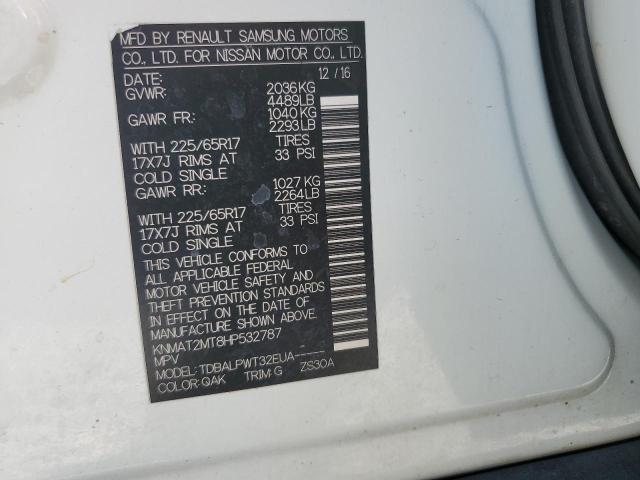 MFD BY RENAULT SAMSUNG MOTORS
CO., LTD. FOR NISSAN MOTOR CO., LTD.
DATE: 12 / 16
GVWR: 2036KG
4489LB
GAWR FR: 1040 KG
2293LB
WITH 225/65R17 TIRES
17X7J RIMS AT 33 PSI
COLD SINGLE
GAWR RR: 1027 KG
2264LB
WITH 225/65R17 TIRES
17X7J RIMS AT 33 PSI
COLD SINGLE
THIS VEHICLE CONFORMS TO
ALL APPLICABLE FEDERAL
MOTOR VEHICLE SAFETY AND
THEFT PREVENTION STANDARDS
IN EFFECT ON THE DATE OF
MANUFACTURE SHOWN ABOVE.
KNMAT2MT8HP532787
MPV
MODEL: TDBALPWT32EUA-----
COLOR: QAK TRIM: G ZS30A